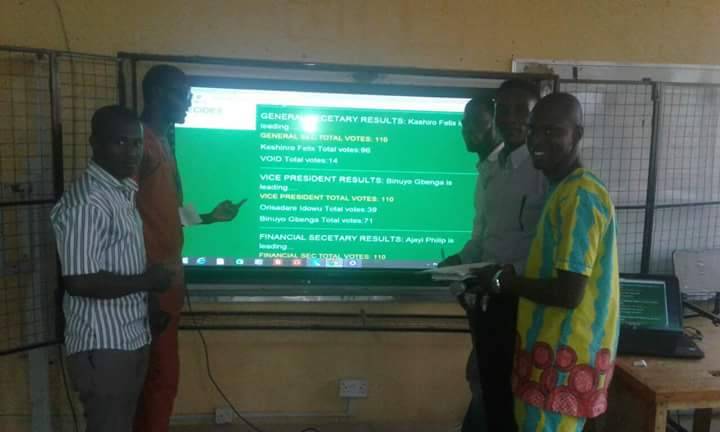 CIDES
GENERAL SECETARY RESULTS: Kashiro Felix
leading....
GENERAL SEC TOTAL VOTES: 110
Keshinro Felix Total votes:96
VOID Total votes:14
VICE PRESIDENT RESULTS: Binuyo Gbenga is
leading....
VICE PRESIDENT TOTAL VOTES: 110
Orisadare Idowu Total votes:39
Binuyo Gbenga Total votes:71
FINANCIAL SECETARY RESULTS: Ajayi Philip is
leading...
FINANCIAL SEC TOTAL VOTES: 110